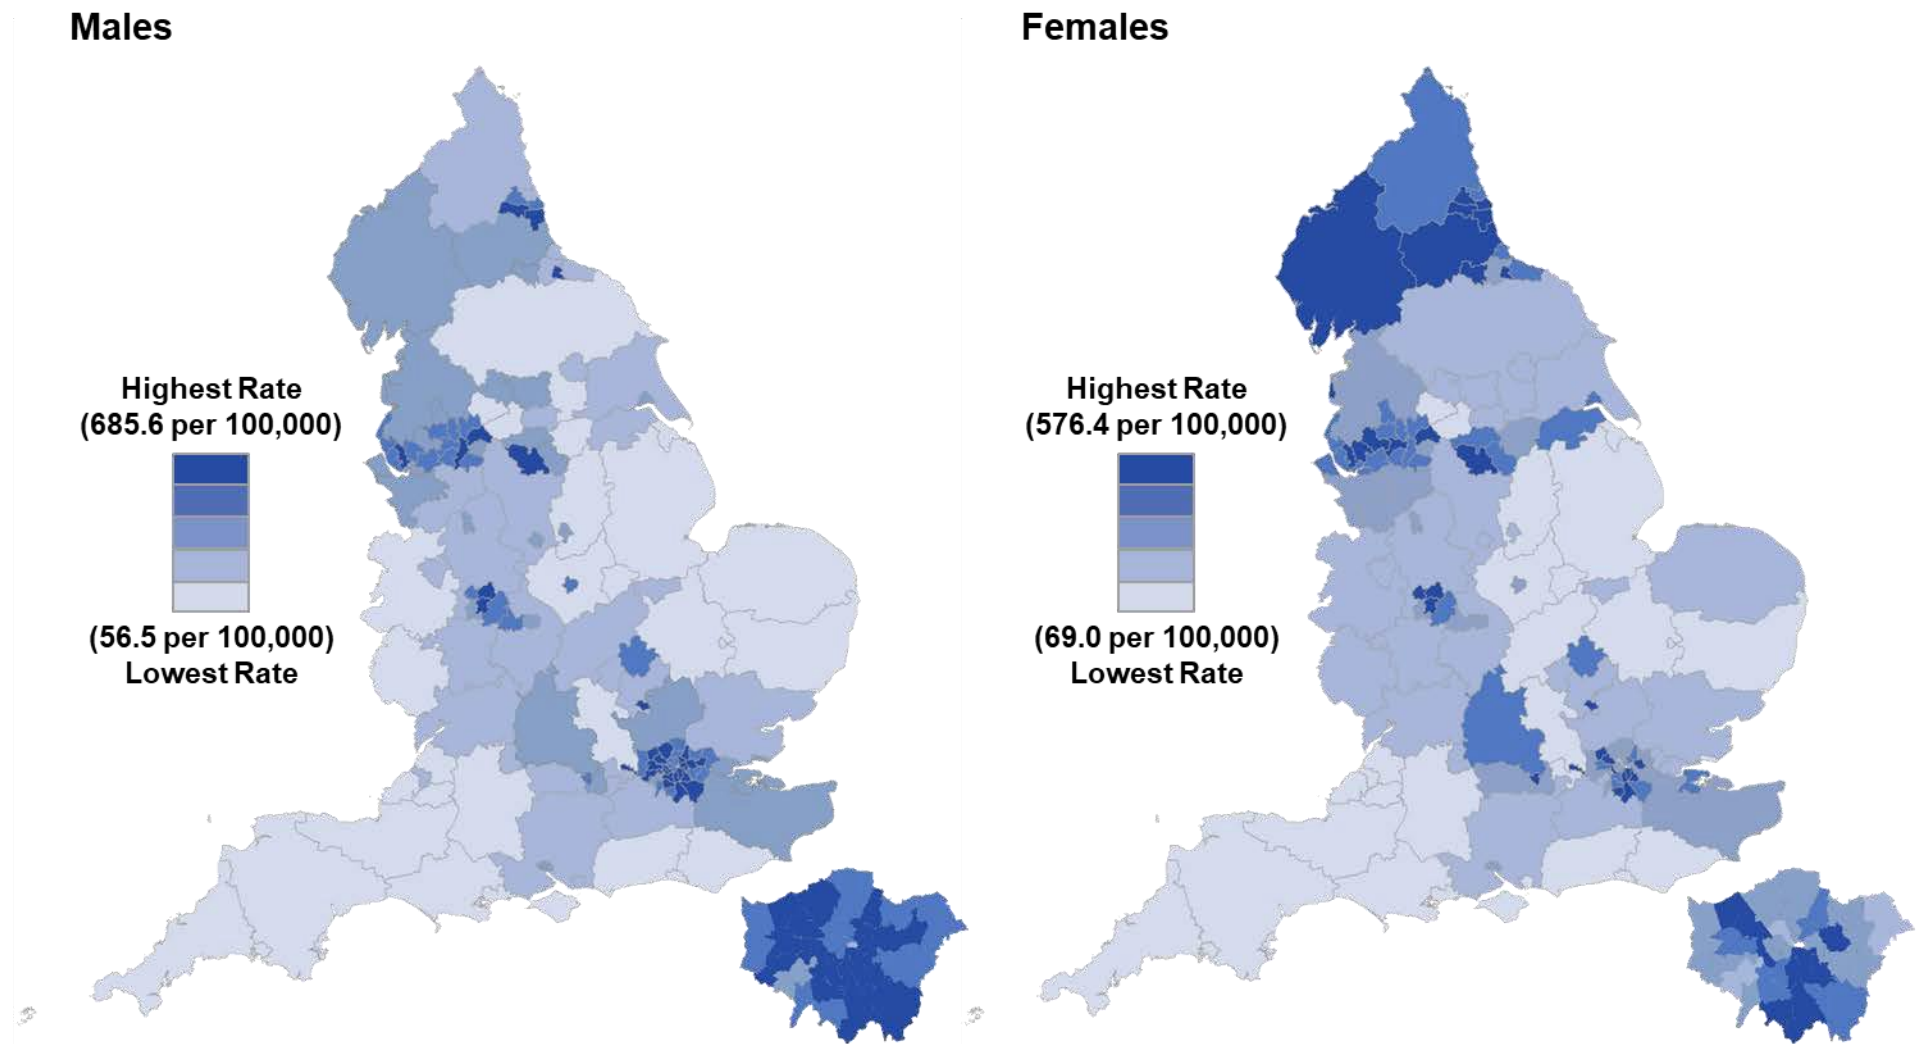 Males
Females
Highest Rate
(685.6 per 100,000)
(56.5 per 100,000)
Lowest Rate
Highest Rate
(576.4 per 100,000)
(69.0 per 100,000)
Lowest Rate